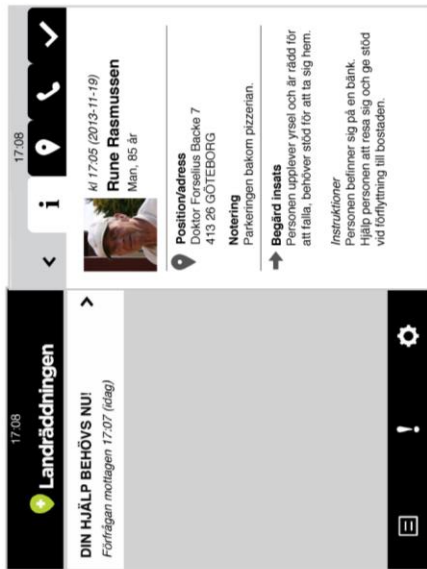 17:08
Landräddningen
DIN HJÄLP BEHÖVS NU!
Förfrågan mottagen 17:07 (idag)
17:08
kl 17:05 (2013-11-19)
Rune Rasmussen
Man, 85 år
Position/adress
Doktor Forselius Backe 7
413 26 GÖTEBORG
Notering
Parkeringen bakom pizzerian.
Begärd insats
Personen upplever yrsel och är rädd för
att falla, behöver stöd för att ta sig hem.
Instruktioner
Personen befinner sig på en bänk.
Hjälp personen att resa sig och ge stöd
vid förflyttning till bostaden.